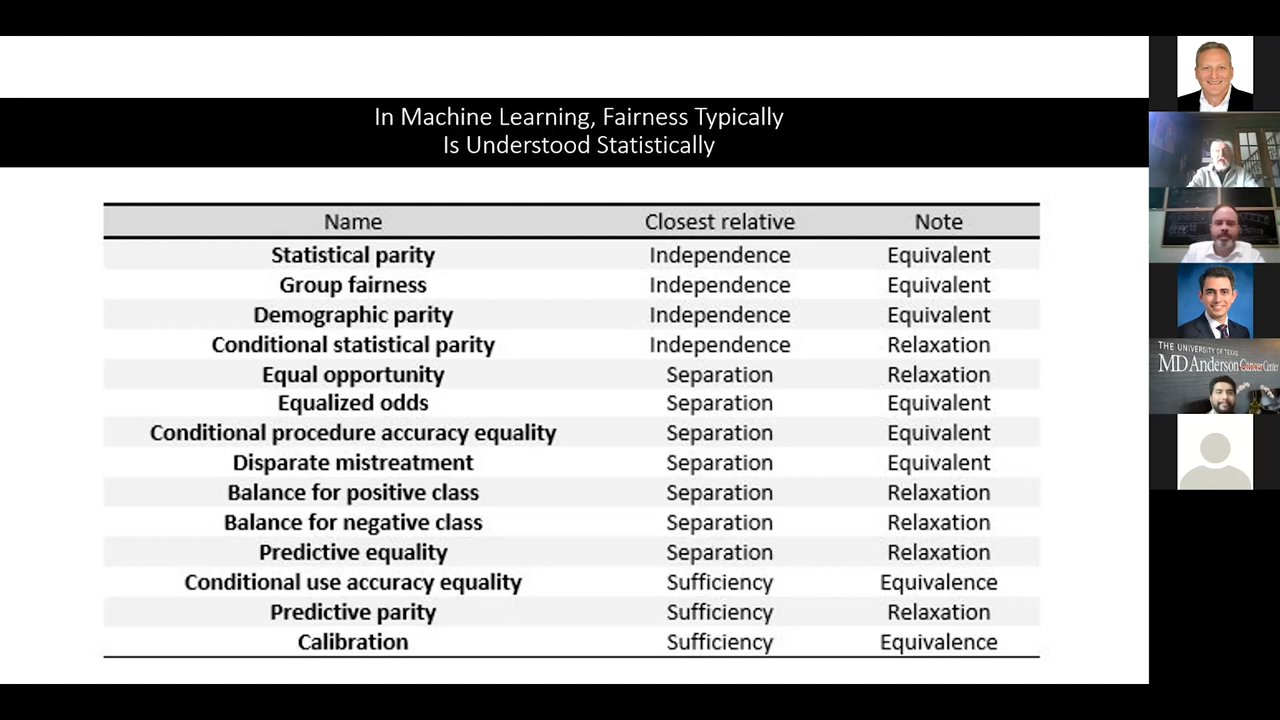 In Machine Learning, Fairness Typically
Is Understood Statistically
Name Closest relative Note
Statistical parity Independence Equivalent
Group fairness Independence Equivalent
Demographic parity Independence Equivalent
Conditional statistical parity Independence Relaxation
Equal opportunity Separation Relaxation
Equalized odds Separation Equivalent
Conditional procedure accuracy equality Separation Equivalent
Disparate mistreatment Separation Equivalent
Balance for positive class Separation Relaxation
Balance for negative class Separation Relaxation
Predictive equality Separation Relaxation
Conditional use accuracy equality Sufficiency Equivalence
Predictive parity Sufficiency Relaxation
Calibration Sufficiency Equivalence
THE UNIVERSITY OF TEXAS
MD Anderson Cancer Center